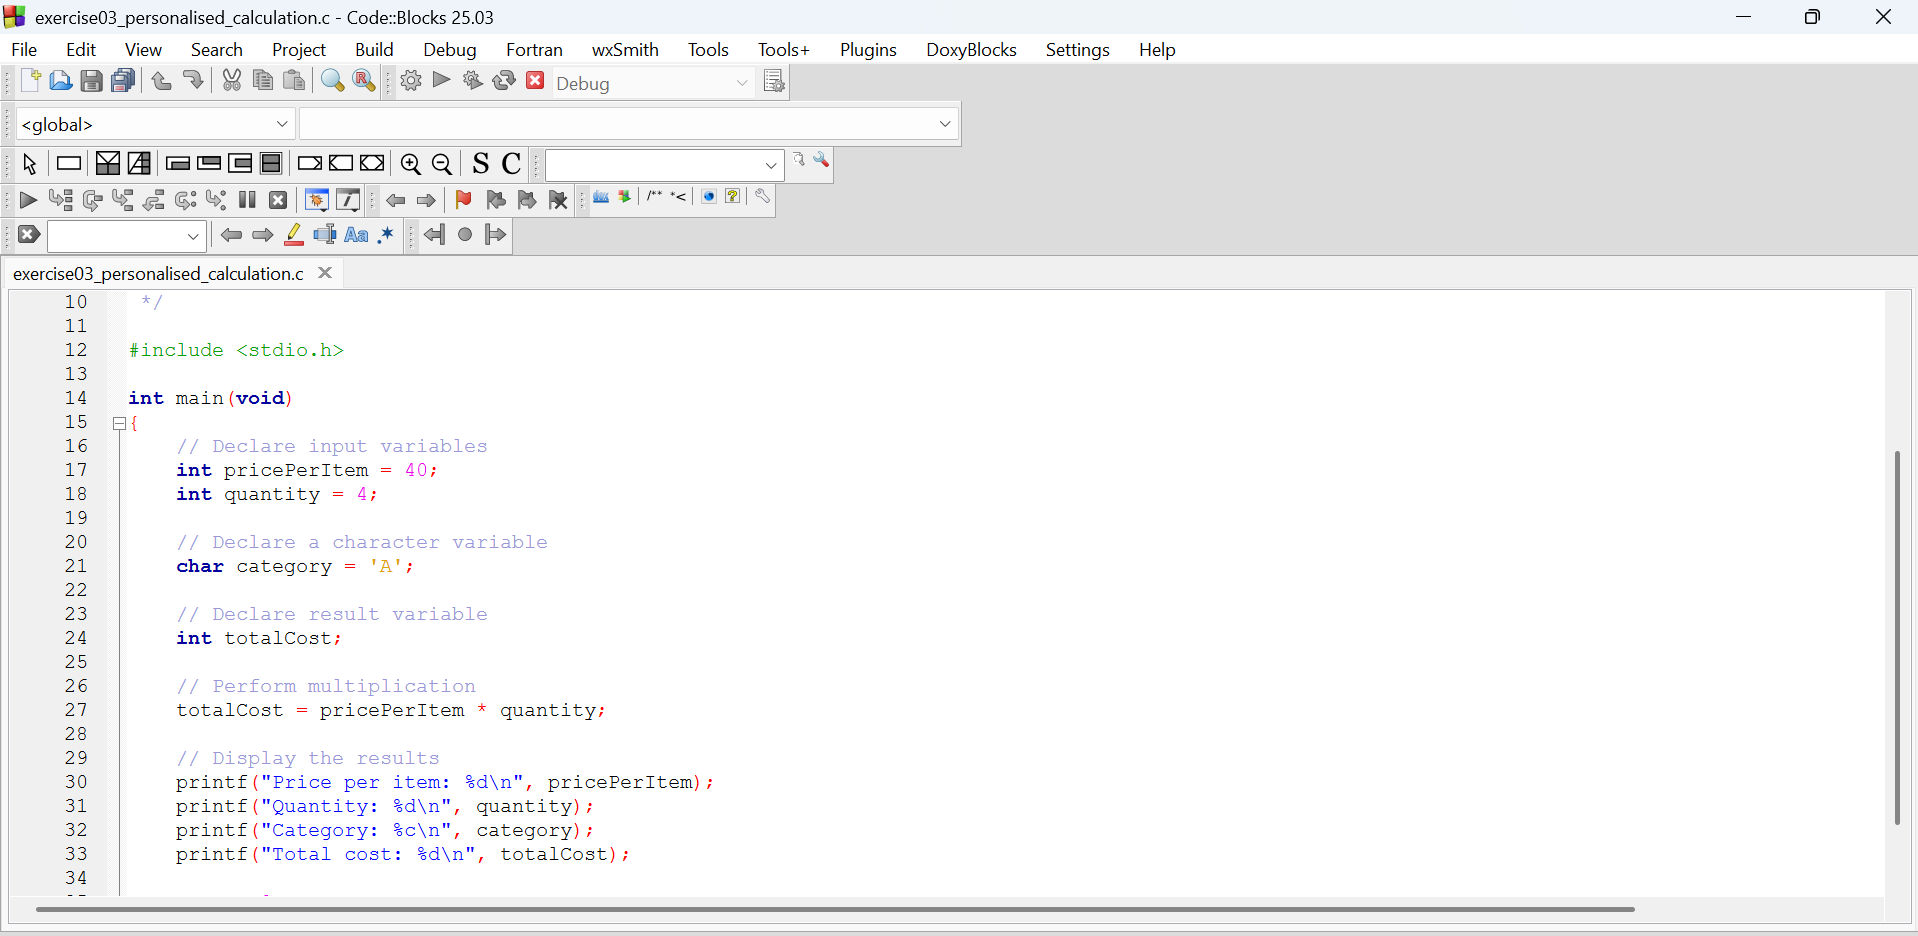 exercise03_personalised_calculation.c - Code::Blocks 25.03
File Edit View Search Project Build Debug Fortran wxSmith Tools Tools+ Plugins DoxyBlocks Settings Help
Debug
<global>
S C
/** *<
Aa .*
exercise03_personalised_calculation.c
10 */
11
12 #include <stdio.h>
13
14 int main(void)
15 {
16 // Declare input variables
17 int pricePerItem = 40;
18 int quantity = 4;
19
20 // Declare a character variable
21 char category = 'A';
22
23 // Declare result variable
24 int totalCost;
25
26 // Perform multiplication
27 totalCost = pricePerItem * quantity;
28
29 // Display the results
30 printf("Price per item: %d\n", pricePerItem);
31 printf("Quantity: %d\n", quantity);
32 printf("Category: %c\n", category);
33 printf("Total cost: %d\n", totalCost);
34